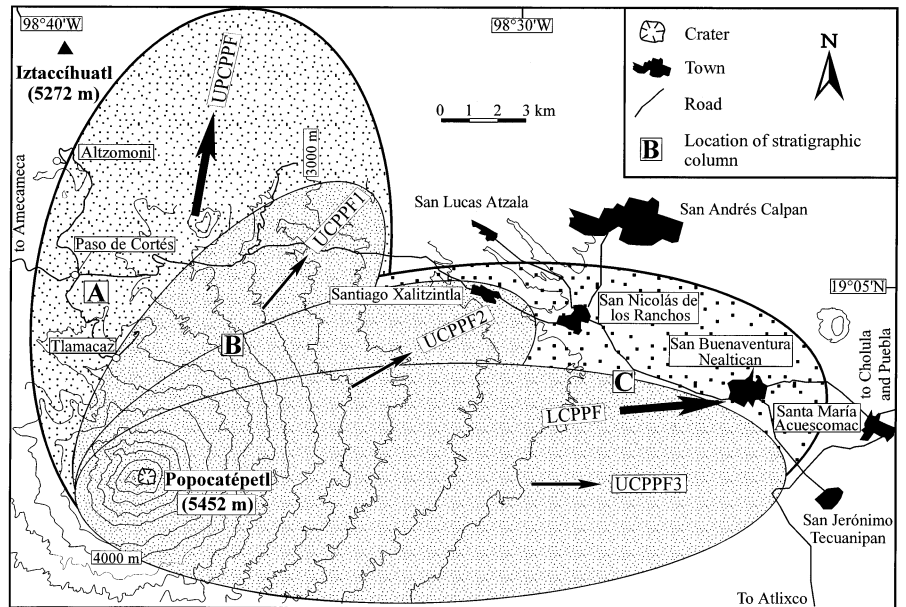 98°40'W
98°30'W
Iztaccíhuatl
(5272 m)
UPCPPF
Crater
Town
Road
B
Location of stratigraphic
column
N
0 1 2 3 km
Altzomoni
3000 m
to Amecameca
Paso de Cortés
UCPPF1
San Lucas Atzala
San Andrés Calpan
A
Santiago Xalitzintla
San Nicolás de
los Ranchos
19°05'N
Tlamacaz
B
UCPPF2
San Buenaventura
Nealtican
C
to Cholula
and Puebla
LCPPF
Santa María
Acuescomac
Popocatépetl
(5452 m)
UCPPF3
San Jerónimo
Tecuanipan
4000 m
To Atlixco